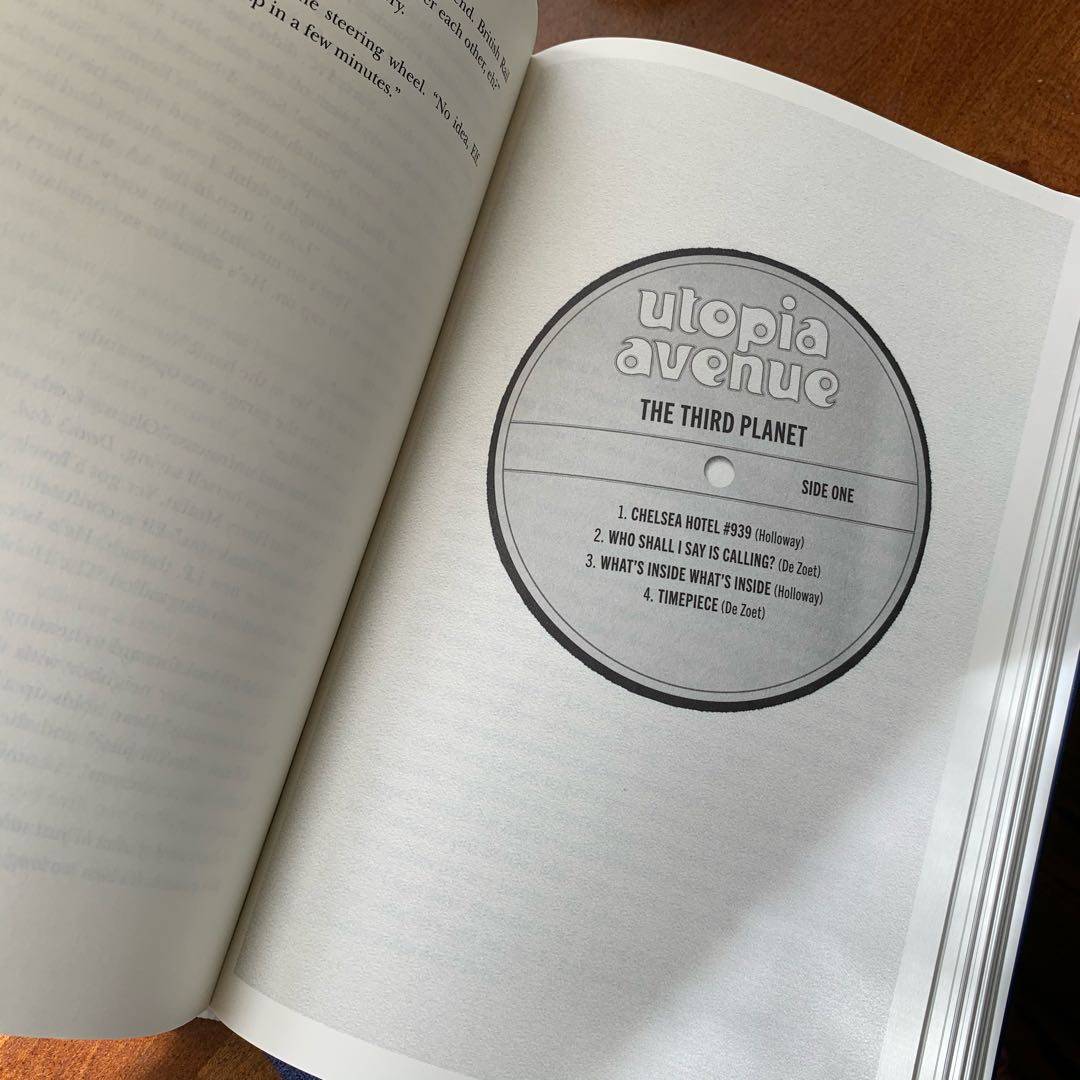 end. British Rail
er each other, eh?"
ry.
he steering wheel. "No idea, Elf.
p in a few minutes."
utopia
avenue
THE THIRD PLANET
SIDE ONE
1. CHELSEA HOTEL #939 (Holloway)
2. WHO SHALL I SAY IS CALLING? (De Zoet)
3. WHAT'S INSIDE WHAT'S INSIDE (Holloway)
4. TIMEPIECE (De Zoet)